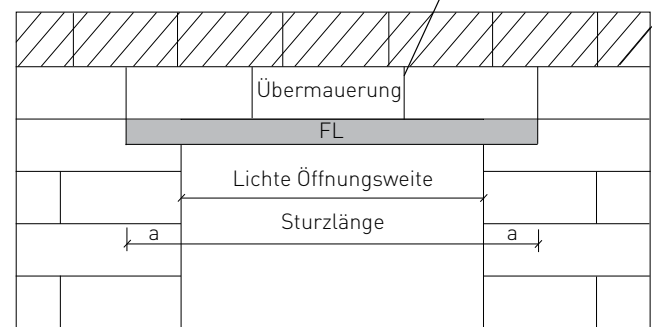 Übermauerung
FL
Lichte Öffnungsweite
Sturzlänge
a
a